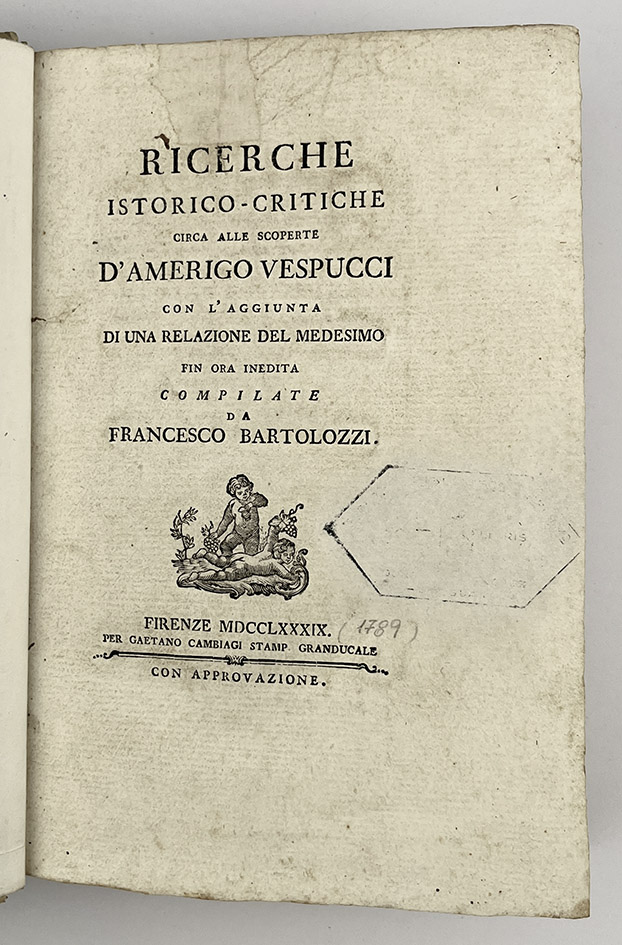 RICERCHE
ISTORICO-CRITICHE
CIRCA ALLE SCOPERTE
D'AMERIGO VESPUCCI
CON L'AGGIUNTA
DI UNA RELAZIONE DEL MEDESIMO
FIN ORA INEDITA
COMPILATE
DA
FRANCESCO BARTOLOZZI.
FIRENZE MDCCLXXXIX. (1789)
PER GAETANO CAMBIAGI STAMP. GRANDUCALE
CON APPROVAZIONE.